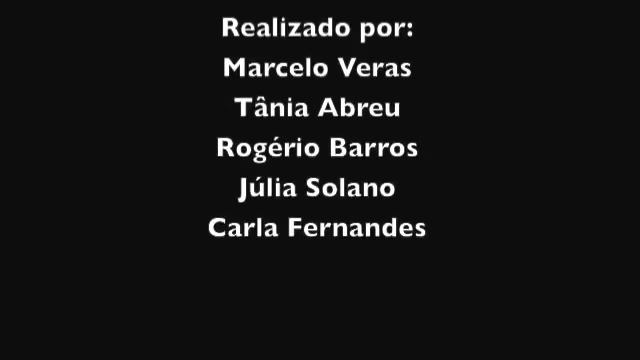 Realizado por:
Marcelo Veras
Tânia Abreu
Rogério Barros
Júlia Solano
Carla Fernandes